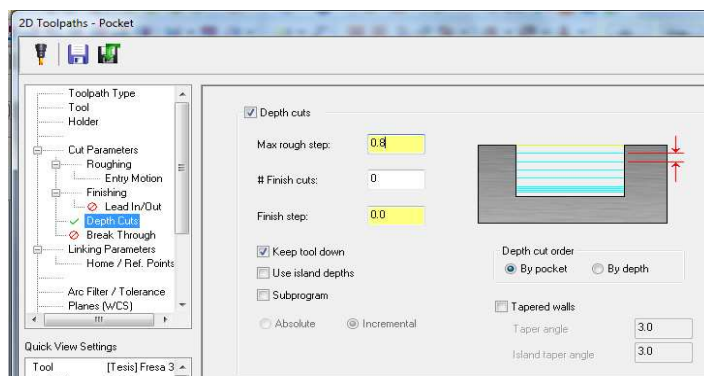 2D Toolpaths - Pocket
Toolpath Type
Tool
Holder
Cut Parameters
Roughing
Entry Motion
Finishing
Lead In/Out
Depth Cuts
Break Through
Linking Parameters
Home / Ref. Points
Arc Filter / Tolerance
Planes (WCS)
Quick View Settings
Tool [Tesis] Fresa 3
Depth cuts
Max rough step: 0.8
# Finish cuts: 0
Finish step: 0.0
Keep tool down
Use island depths
Subprogram
Absolute Incremental
Depth cut order
By pocket By depth
Tapered walls
Taper angle 3.0
Island taper angle 3.0